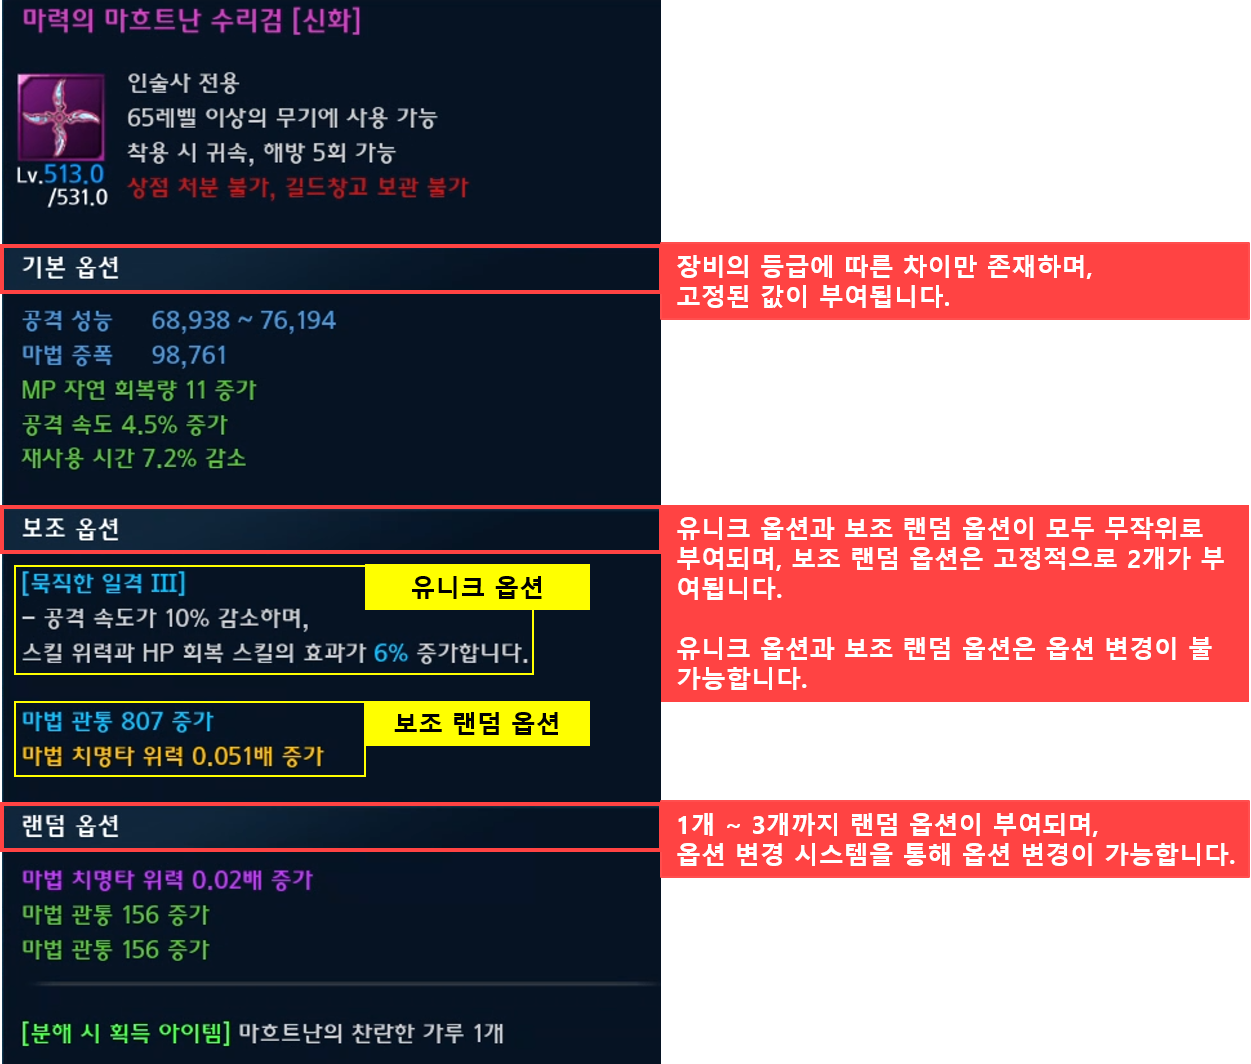 마력의 마흐트난 수리검 [신화]
인술사 전용
65레벨 이상의 무기에 사용 가능
착용 시 귀속, 해방 5회 가능
상점 처분 불가, 길드창고 보관 불가
Lv.513.0
/531.0
기본 옵션
장비의 등급에 따른 차이만 존재하며,
고정된 값이 부여됩니다.
공격 성능 68,938 ~ 76,194
마법 증폭 98,761
MP 자연 회복량 11 증가
공격 속도 4.5% 증가
재사용 시간 7.2% 감소
보조 옵션
유니크 옵션과 보조 랜덤 옵션이 모두 무작위로
부여되며, 보조 랜덤 옵션은 고정적으로 2개가 부
여됩니다.
유니크 옵션과 보조 랜덤 옵션은 옵션 변경이 불
가능합니다.
[묵직한 일격 III]
유니크 옵션
- 공격 속도가 10% 감소하며,
스킬 위력과 HP 회복 스킬의 효과가 6% 증가합니다.
마법 관통 807 증가
보조 랜덤 옵션
마법 치명타 위력 0.051배 증가
랜덤 옵션
1개 ~ 3개까지 랜덤 옵션이 부여되며,
옵션 변경 시스템을 통해 옵션 변경이 가능합니다.
마법 치명타 위력 0.02배 증가
마법 관통 156 증가
마법 관통 156 증가
[분해 시 획득 아이템] 마흐트난의 찬란한 가루 1개